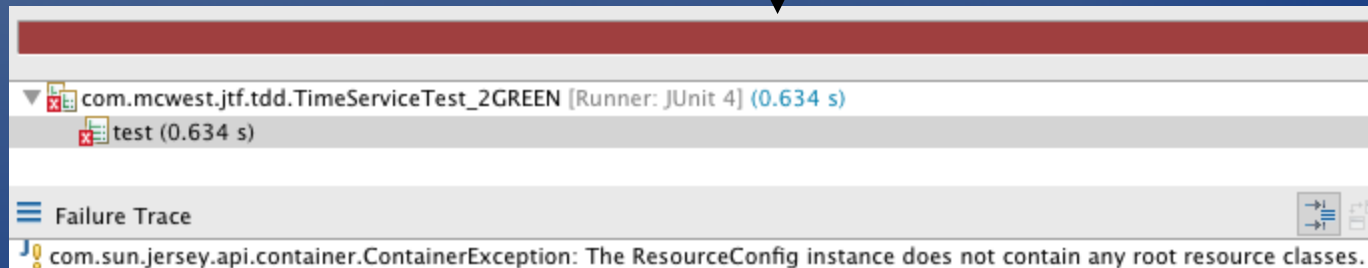 com.mcwest.jtf.tdd.TimeServiceTest_2GREEN [Runner: JUnit 4] (0.634 s)
test (0.634 s)
Failure Trace
com.sun.jersey.api.container.ContainerException: The ResourceConfig instance does not contain any root resource classes.